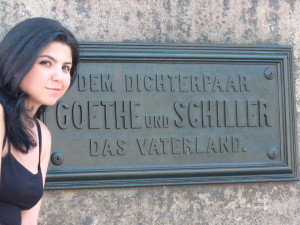 DEM DICHTERPAAR
GOETHE UND SCHILLER
DAS VATERLAND.